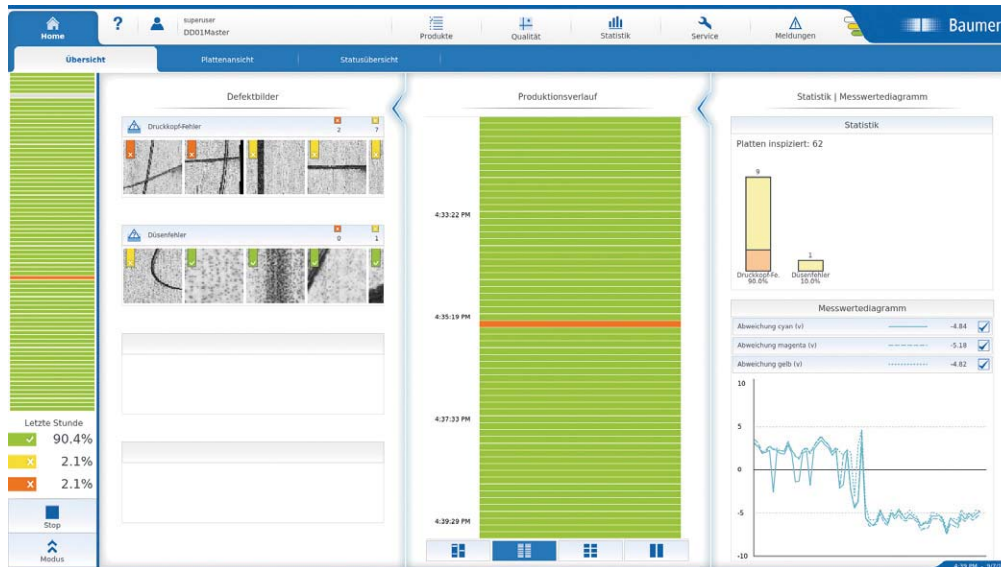 Home
?
superuser
DD01Master
Produkte
Qualität
Statistik
Service
Meldungen
Baumer
Übersicht
Plattenansicht
Statusübersicht
Letzte Stunde
90.4%
2.1%
2.1%
Stop
Modus
Defektbilder
Druckkopf-Fehler
2
7
Düsenfehler
0
1
Produktionsverlauf
4:33:22 PM
4:35:19 PM
4:37:33 PM
4:39:29 PM
Statistik | Messwertediagramm
Statistik
Platten inspiziert: 62
9
1
Druckkopf-Fe.
90.0%
Düsenfehler
10.0%
Messwertediagramm
Abweichung cyan (v) -4.84
Abweichung magenta (v) -5.18
Abweichung gelb (v) -4.82
10
5
0
-5
-10
4:39 PM